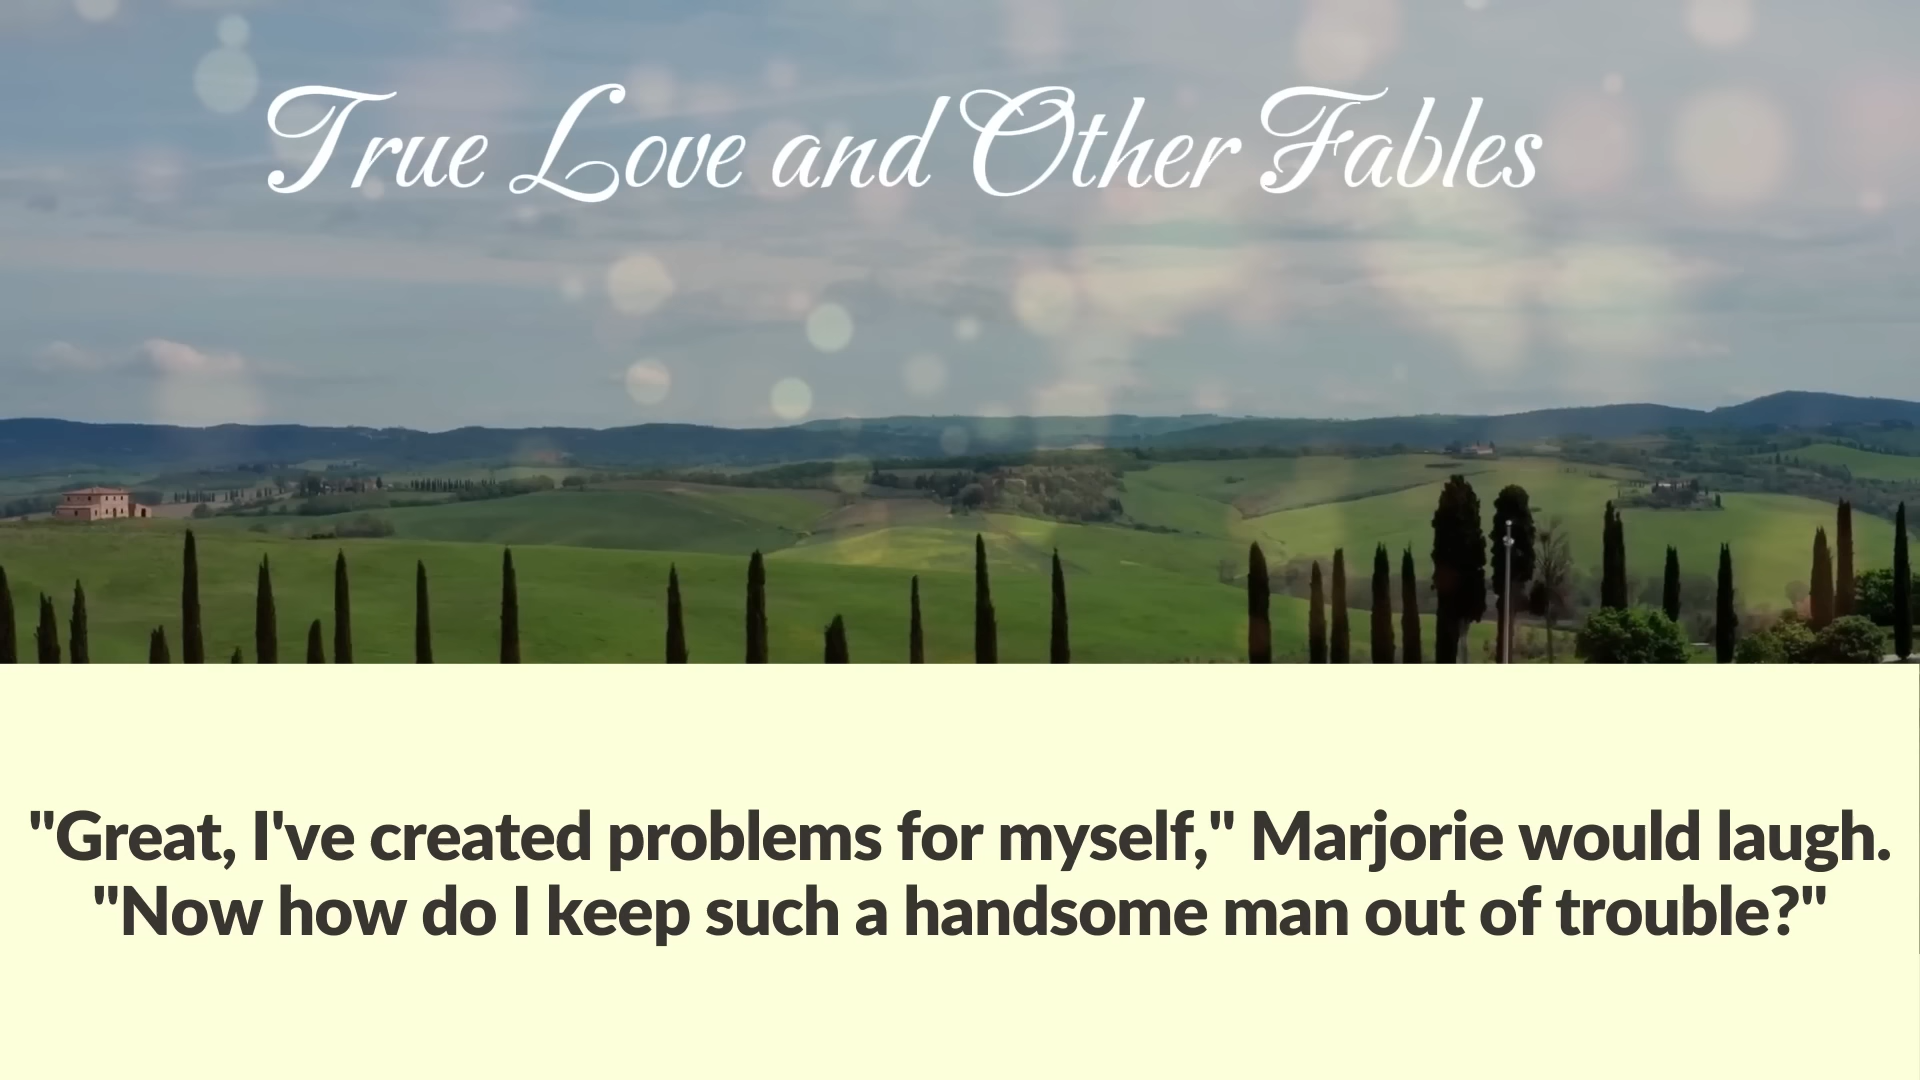 True Love and Other Fables
"Great, I've created problems for myself," Marjorie would laugh.
"Now how do I keep such a handsome man out of trouble?"